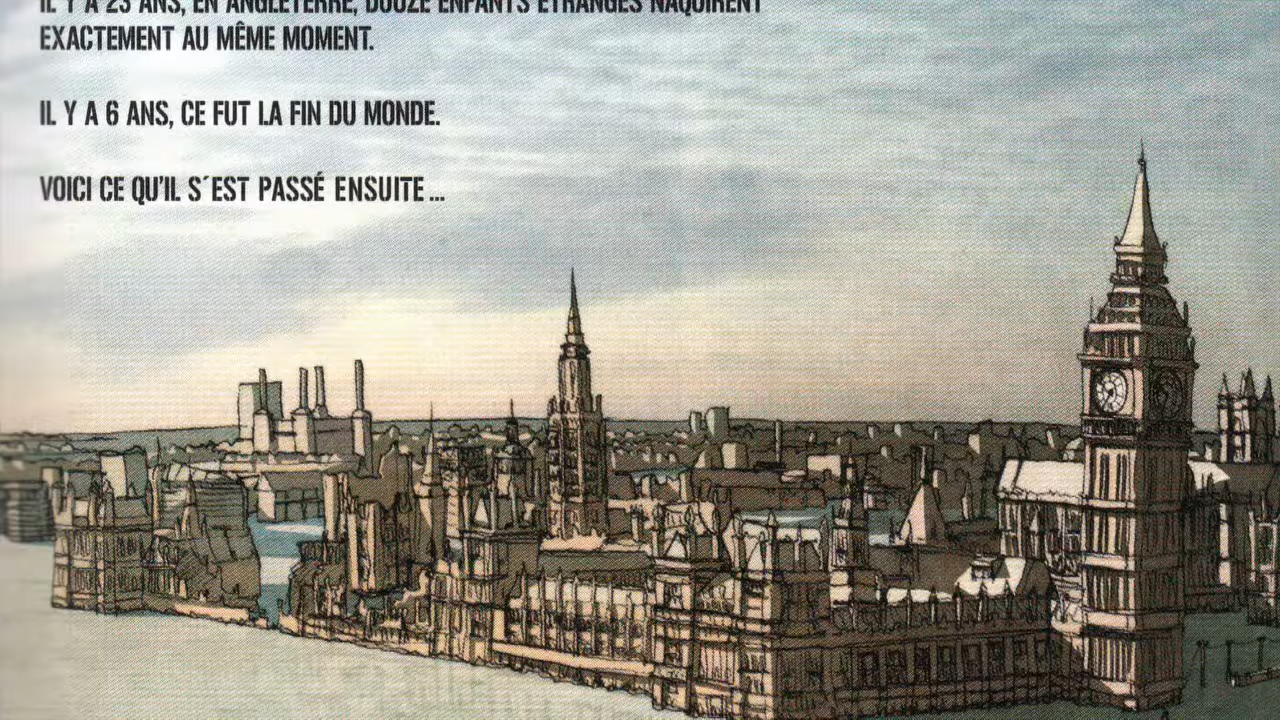 IL Y A 23 ANS, EN ANGLETERRE, DOUZE ENFANTS ÉTRANGES NAQUIRENT
EXACTEMENT AU MÊME MOMENT.
IL Y A 6 ANS, CE FUT LA FIN DU MONDE.
VOICI CE QU'IL S´EST PASSÉ ENSUITE...